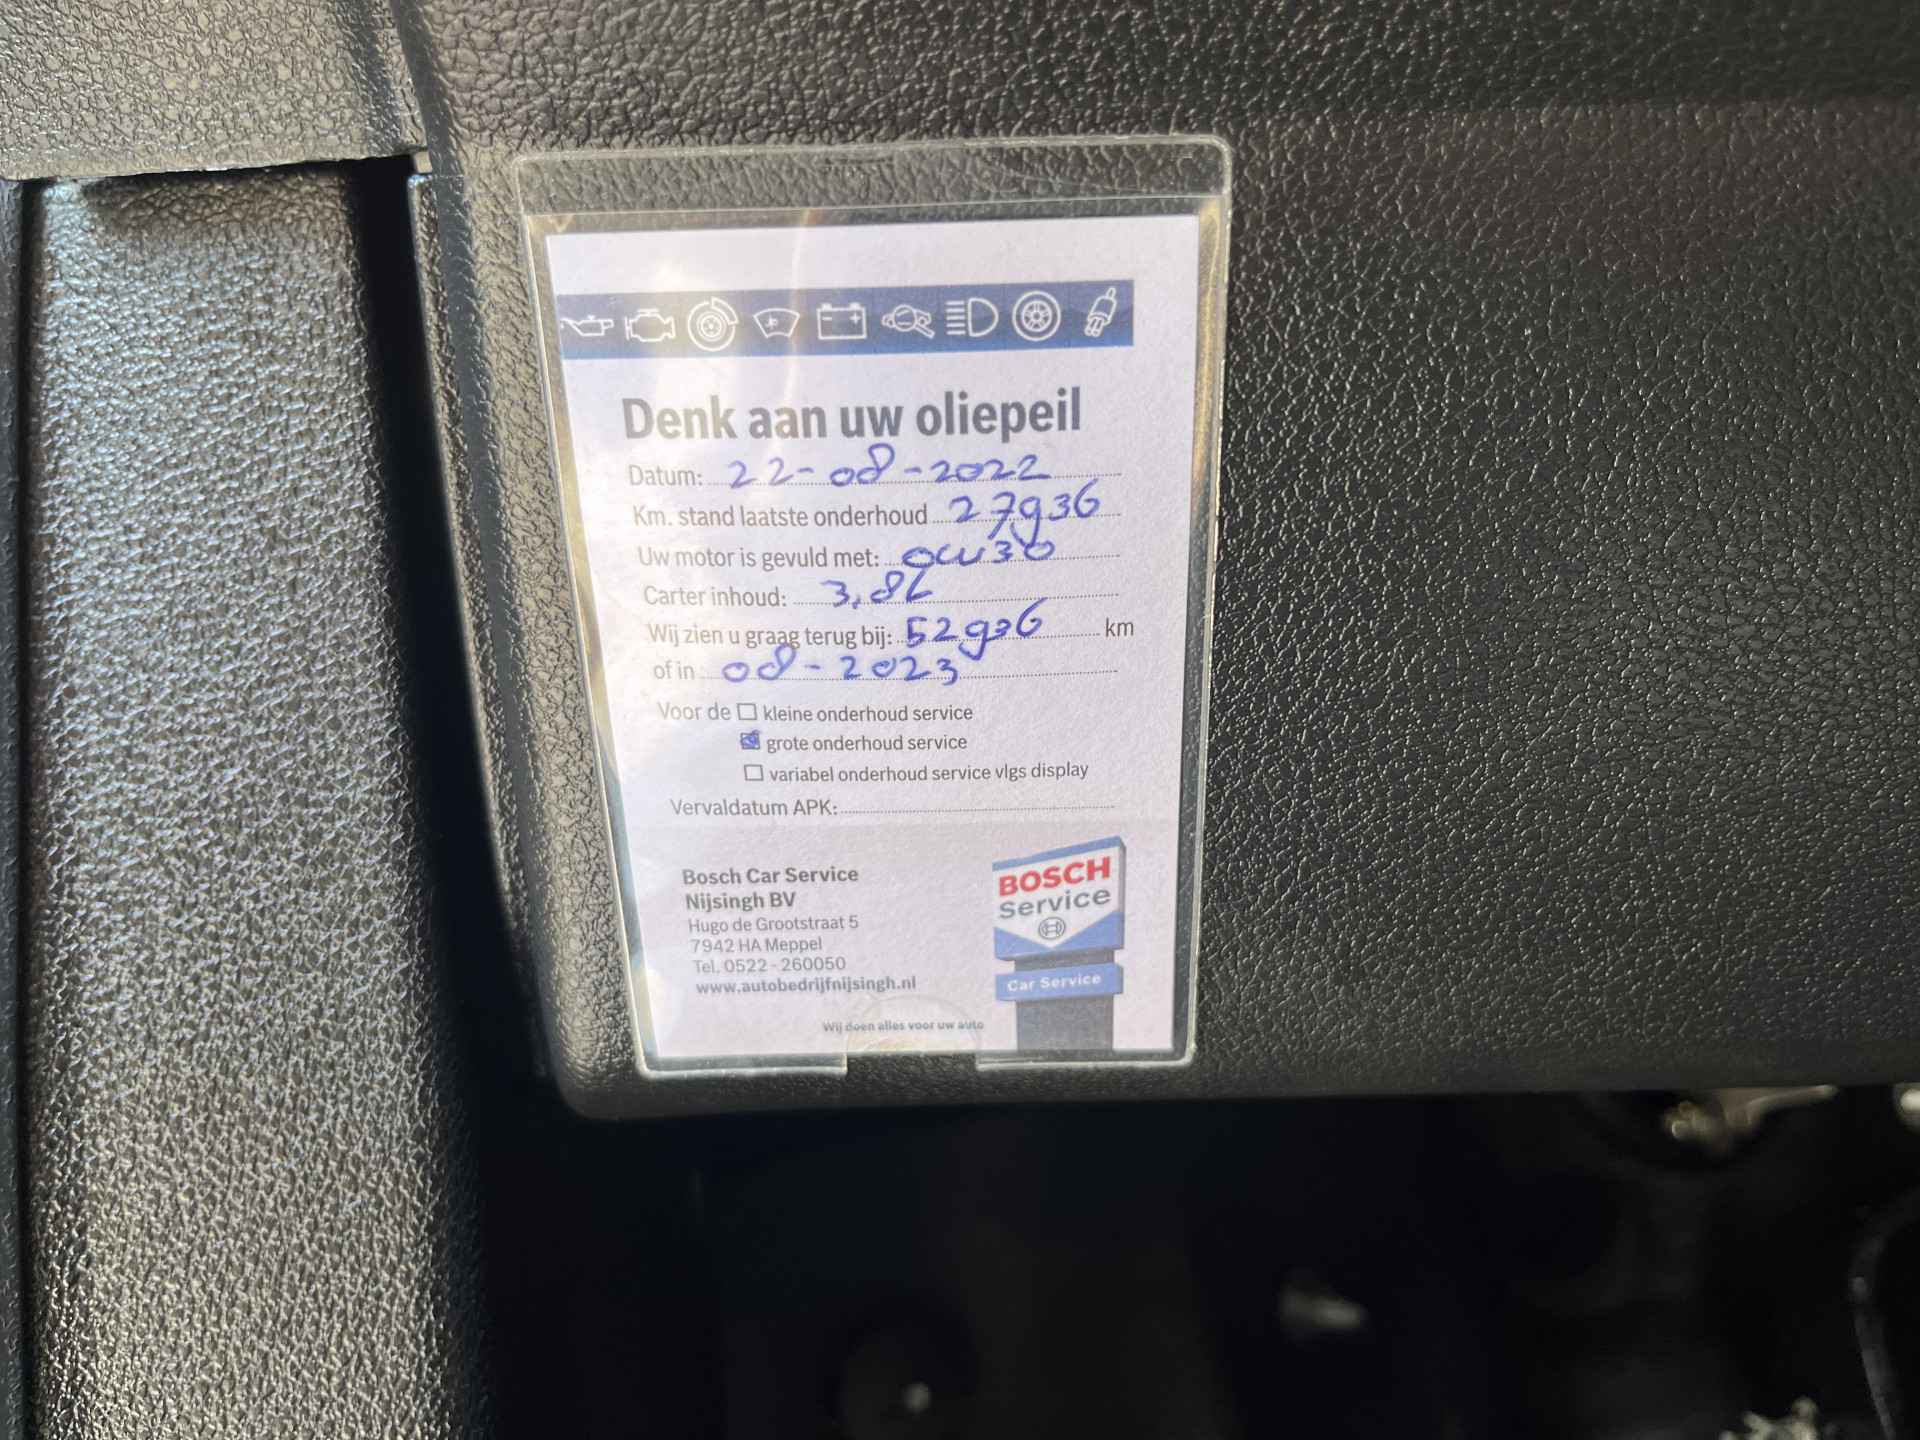 Denk aan uw oliepeil
Datum: 22-08-2022
Km. stand laatste onderhoud 27936
Uw motor is gevuld met: 0W30
Carter inhoud: 3,8L
Wij zien u graag terug bij: 52936 km
of in 08-2023
Voor de kleine onderhoud service
grote onderhoud service
variabel onderhoud service vlgs display
Vervaldatum APK:
Bosch Car Service
Nijsingh BV
Hugo de Grootstraat 5
7942 HA Meppel
Tel. 0522-260050
www.autobedrijfnijsingh.nl
BOSCH
Service
Car Service
Wij doen alles voor uw auto